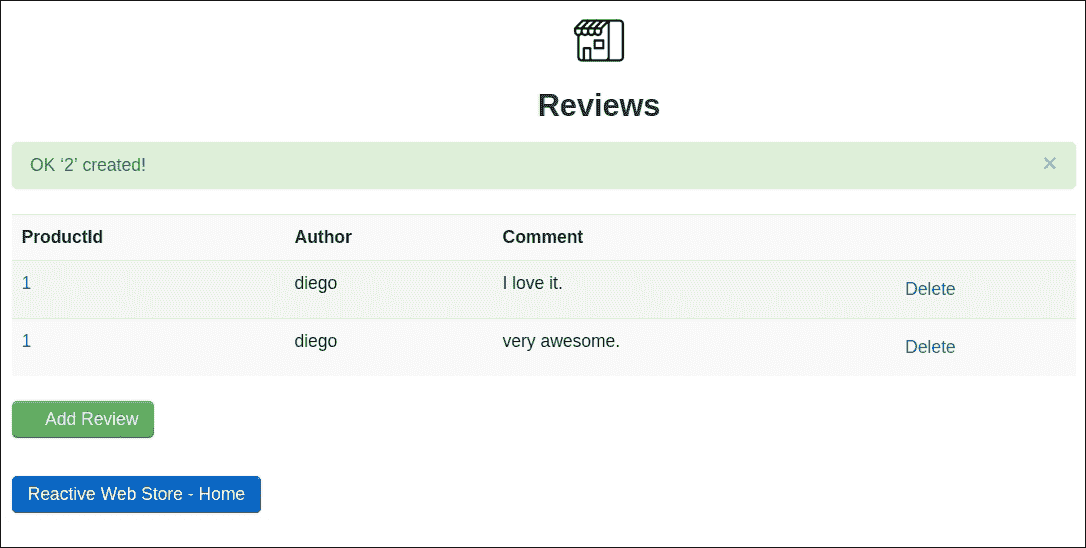 Reviews
OK ‘2’ created!
×
ProductId Author Comment
1 diego I love it. Delete
1 diego very awesome. Delete
Add Review
Reactive Web Store - Home